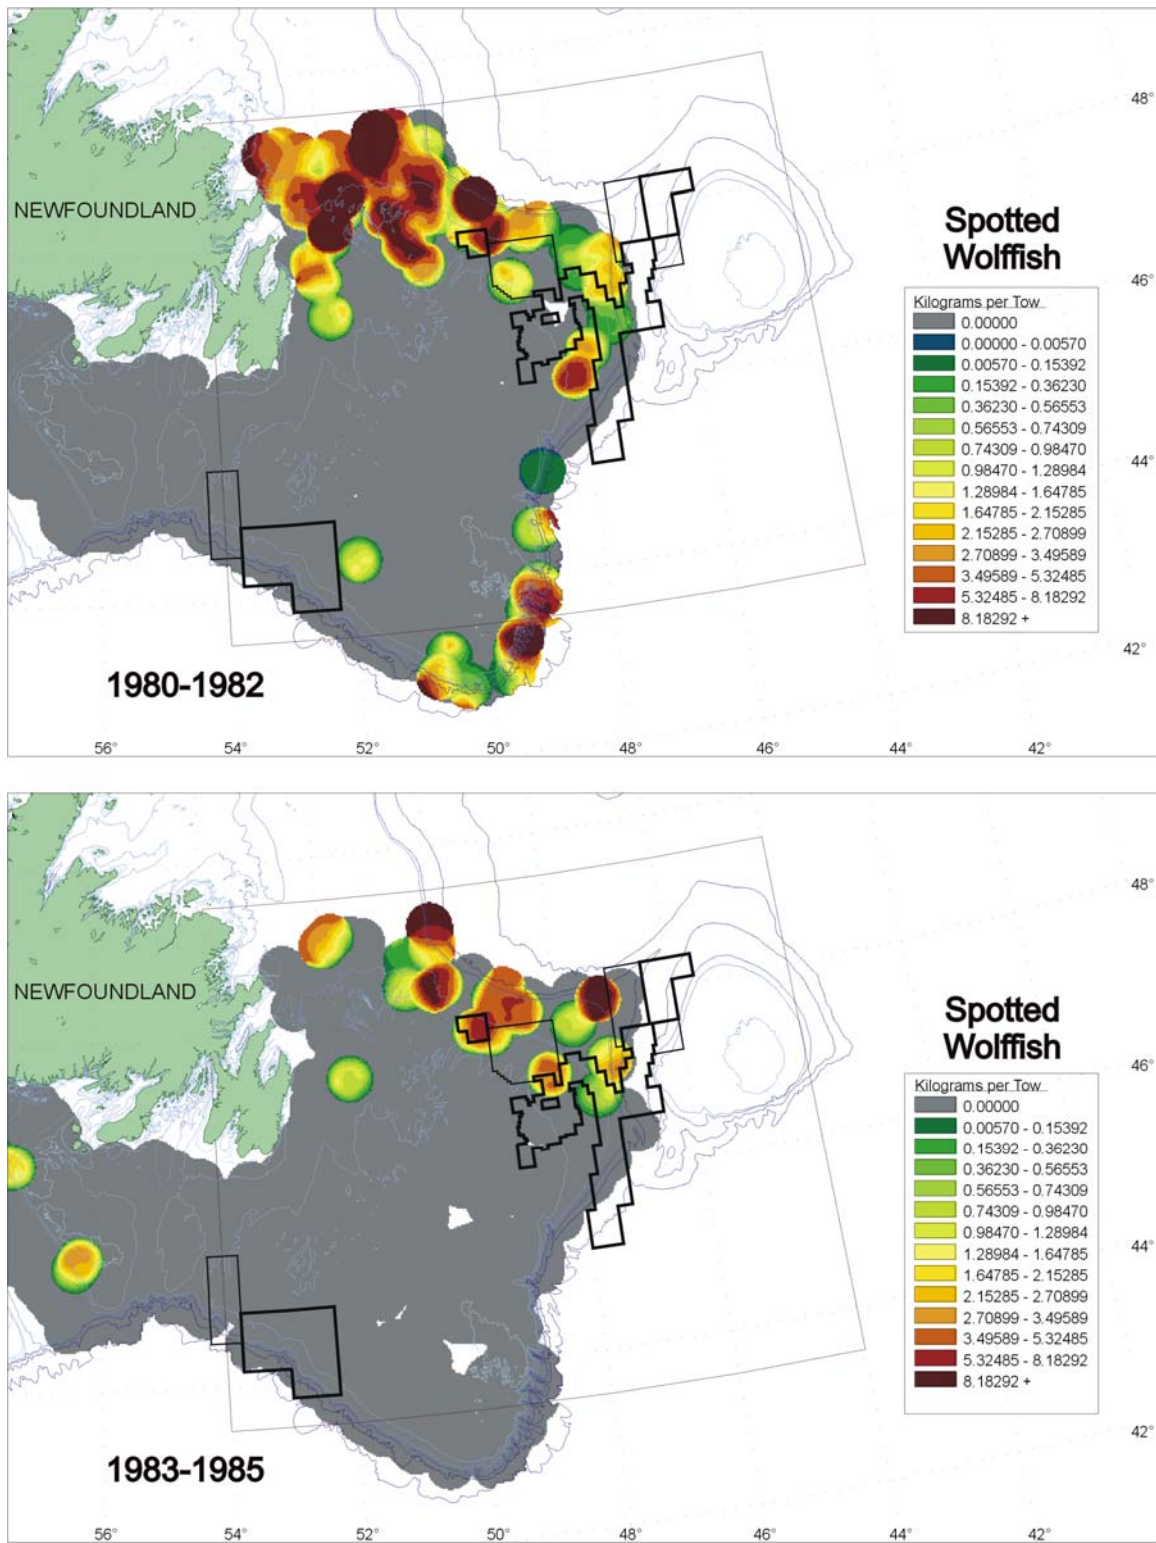 48°
NEWFOUNDLAND
Spotted
Wolffish
46°
Kilograms per Tow
0.00000
0.00000 - 0.00570
0.00570 - 0.15392
0.15392 - 0.36230
0.36230 - 0.56553
0.56553 - 0.74309
0.74309 - 0.98470
0.98470 - 1.28984
1.28984 - 1.64785
1.64785 - 2.15285
2.15285 - 2.70899
2.70899 - 3.49589
3.49589 - 5.32485
5.32485 - 8.18292
8.18292 +
44°
42°
1980-1982
56° 54° 52° 50° 48° 46° 44° 42°
48°
NEWFOUNDLAND
Spotted
Wolffish
46°
Kilograms per Tow
0.00000
0.00570 - 0.15392
0.15392 - 0.36230
0.36230 - 0.56553
0.56553 - 0.74309
0.74309 - 0.98470
0.98470 - 1.28984
1.28984 - 1.64785
1.64785 - 2.15285
2.15285 - 2.70899
2.70899 - 3.49589
3.49589 - 5.32485
5.32485 - 8.18292
8.18292 +
44°
42°
1983-1985
56° 54° 52° 50° 48° 46° 44° 42°